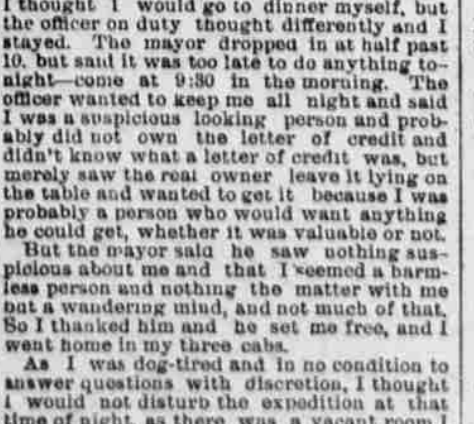 I thought I would go to dinner myself, but
the officer on duty thought differently and I
stayed. The mayor dropped in at half past
10, but said it was too late to do anything to-
night—come at 9:30 in the morning. The
officer wanted to keep me all night and said
I was a suspicious looking person and prob-
ably did not own the letter of credit and
didn't know what a letter of credit was, but
merely saw the real owner leave it lying on
the table and wanted to get it because I was
probably a person who would want anything
he could get, whether it was valuable or not.
But the mayor said he saw nothing sus-
picious about me and that I seemed a harm-
less person and nothing the matter with me
but a wandering mind, and not much of that.
So I thanked him and he set me free, and I
went home in my three cabs.
As I was dog-tired and in no condition to
answer questions with discretion, I thought
I would not disturb the expedition at that
time of night, as there was a vacant room I